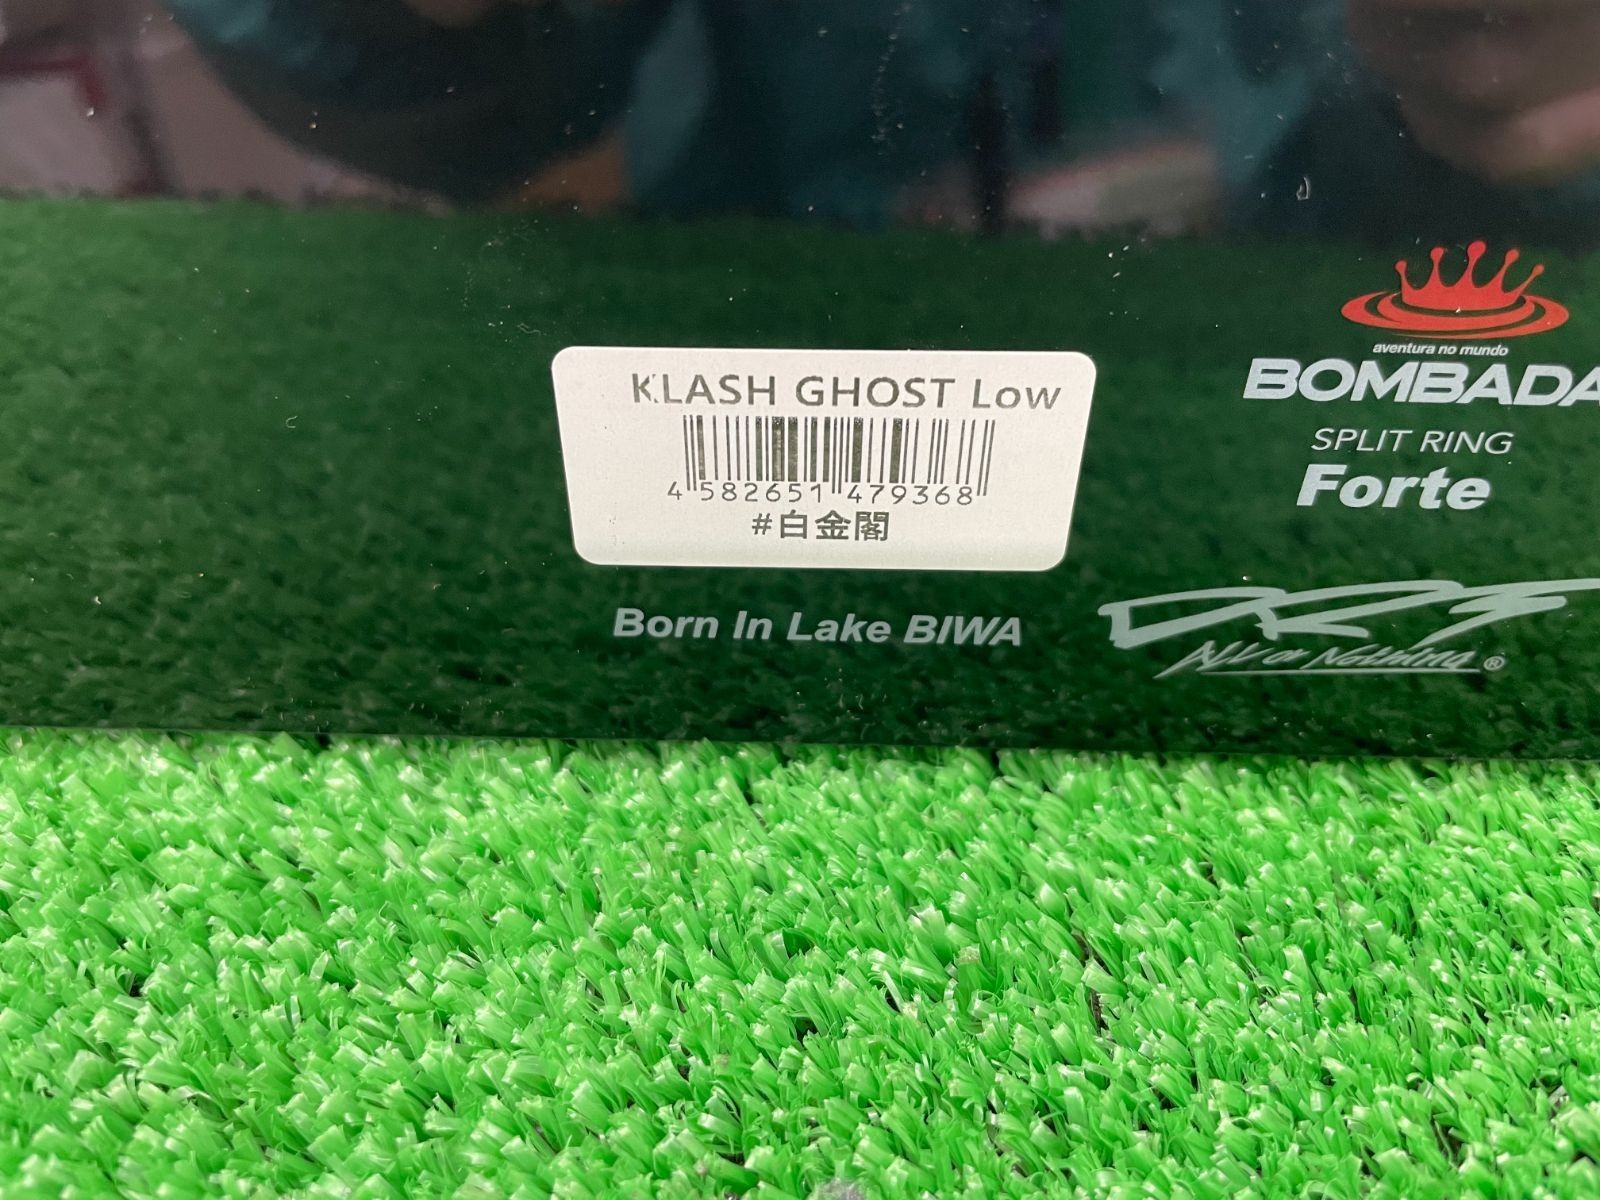 KLASH GHOST Low
4 582651 479368
#白金閣
Born In Lake BIWA
aventura no mundo
BOMBADA
SPLIT RING
Forte
DRT
All or Nothing®